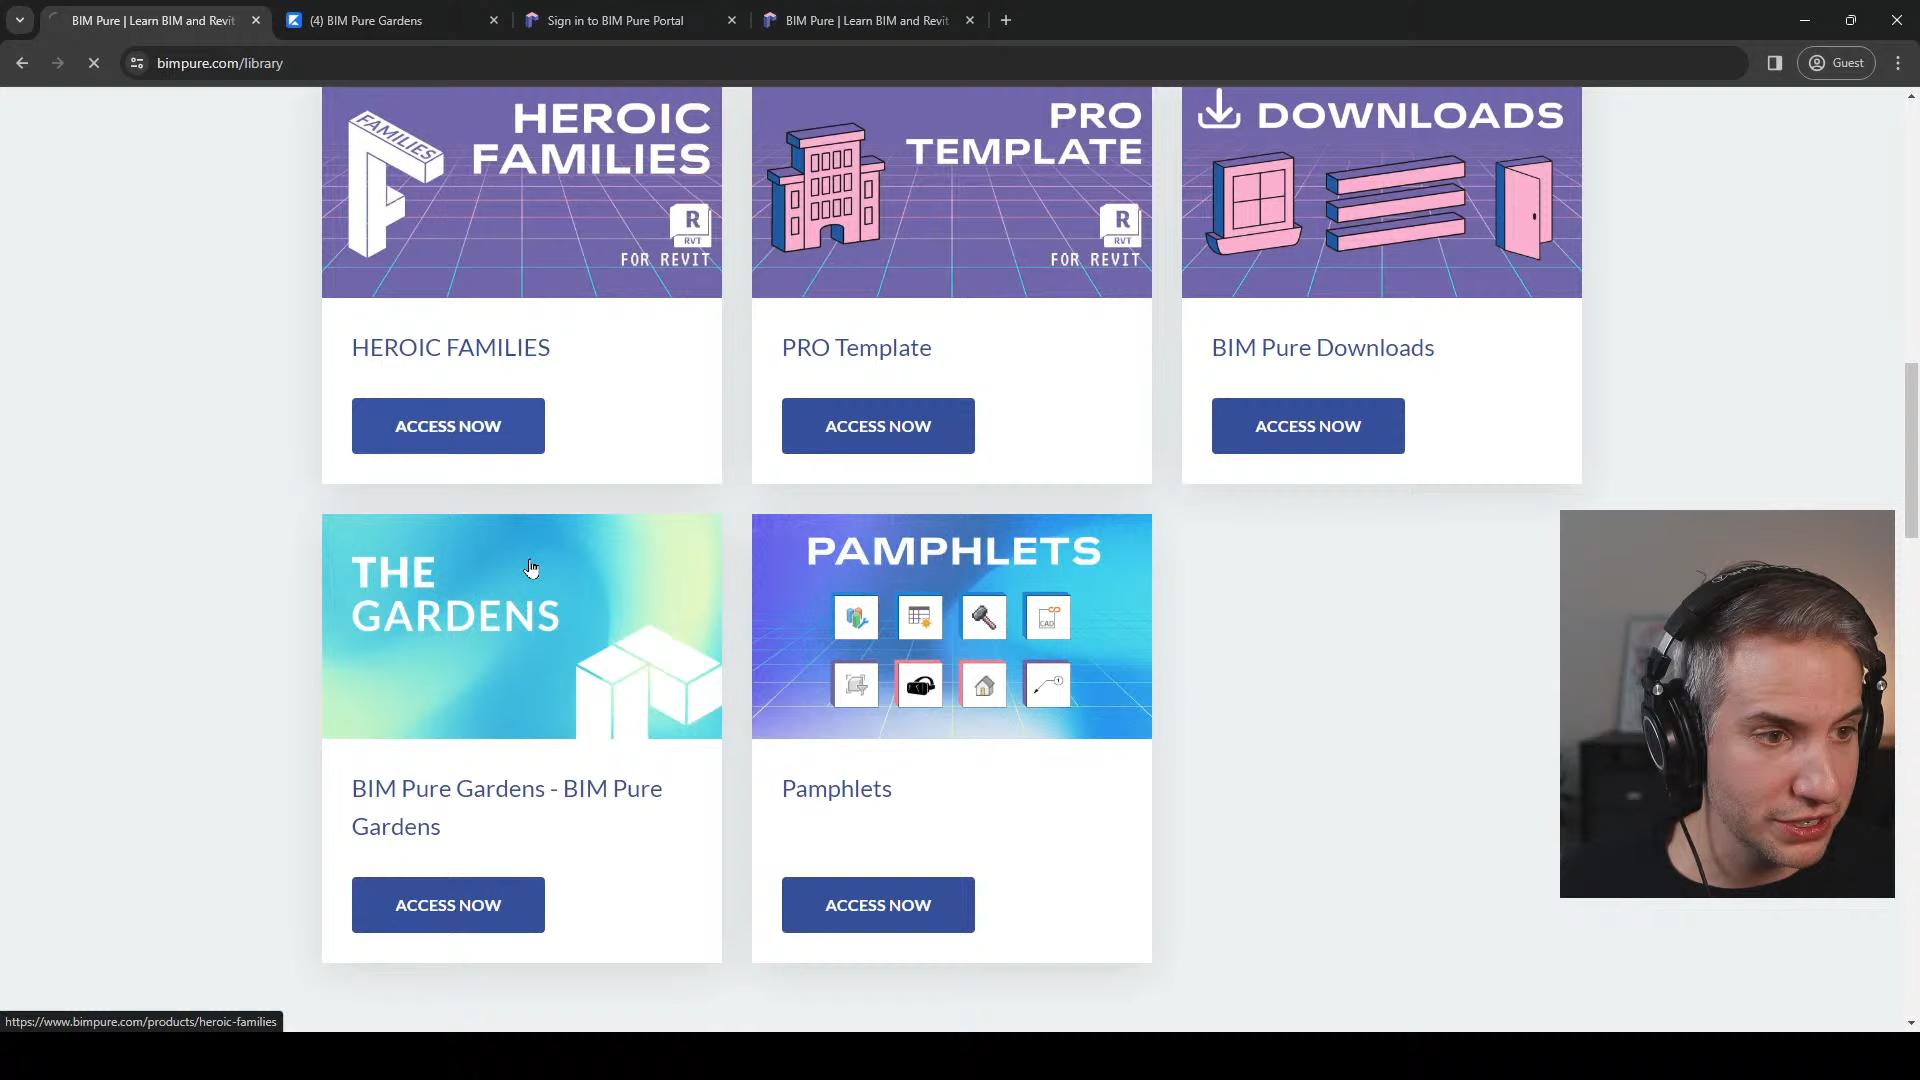 BIM Pure | Learn BIM and Revit
(4) BIM Pure Gardens
Sign in to BIM Pure Portal
BIM Pure | Learn BIM and Revit
bimpure.com/library
Guest
FAMILIES
HEROIC
FAMILIES
R
RVT
FOR REVIT
PRO
TEMPLATE
R
RVT
FOR REVIT
DOWNLOADS
HEROIC FAMILIES
PRO Template
BIM Pure Downloads
ACCESS NOW
ACCESS NOW
ACCESS NOW
THE
GARDENS
PAMPHLETS
CAD
1
BIM Pure Gardens - BIM Pure
Gardens
Pamphlets
ACCESS NOW
ACCESS NOW
https://www.bimpure.com/products/heroic-families